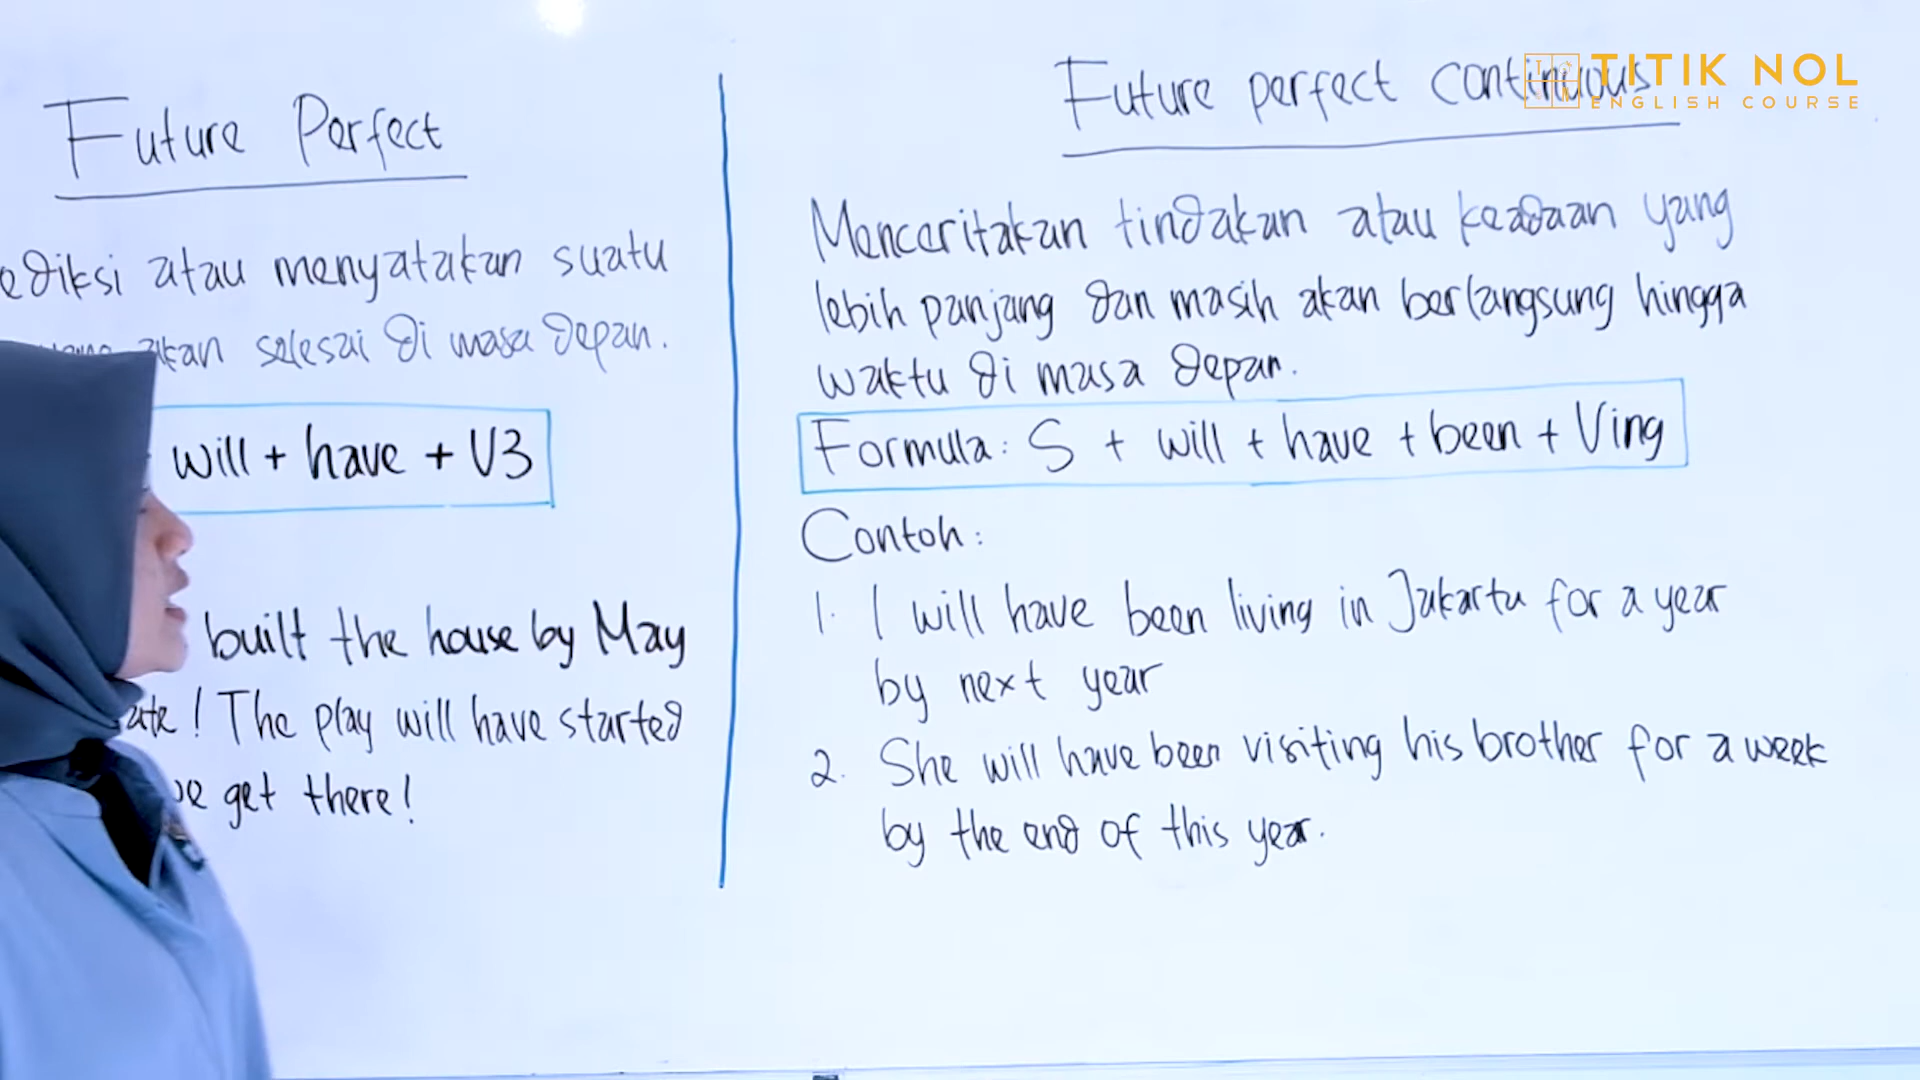 Future Perfect
ediksi atau menyatakan suatu
akan selesai di masa depan.
will + have + V3
built the house by May
ate! The play will have started
we get there!
Future perfect continuous
Menceritakan tindakan atau keadaan yang
lebih panjang dan masih akan berlangsung hingga
waktu di masa depan.
Formula: S + will + have + been + Ving
Contoh:
1. I will have been living in Jakarta for a year
by next year
2. She will have been visiting his brother for a week
by the end of this year.
TITIK NOL
ENGLISH COURSE